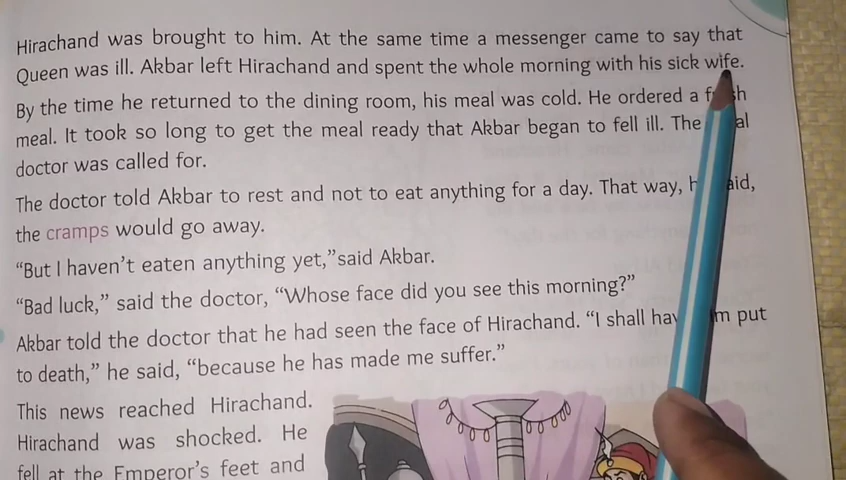 Hirachand was brought to him. At the same time a messenger came to say that
Queen was ill. Akbar left Hirachand and spent the whole morning with his sick wife.
By the time he returned to the dining room, his meal was cold. He ordered a
meal. It took so long to get the meal ready that Akbar began to fell ill. The
doctor was called for.
The doctor told Akbar to rest and not to eat anything for a day. That way,
the cramps would go away.
“But I haven’t eaten anything yet,”said Akbar.
“Bad luck,” said the doctor, “Whose face did you see this morning?”
Akbar told the doctor that he had seen the face of Hirachand. “I shall put
to death,” he said, “because he has made me suffer.”
This news reached Hirachand.
Hirachand was shocked. He
fell at the Emperor’s feet and